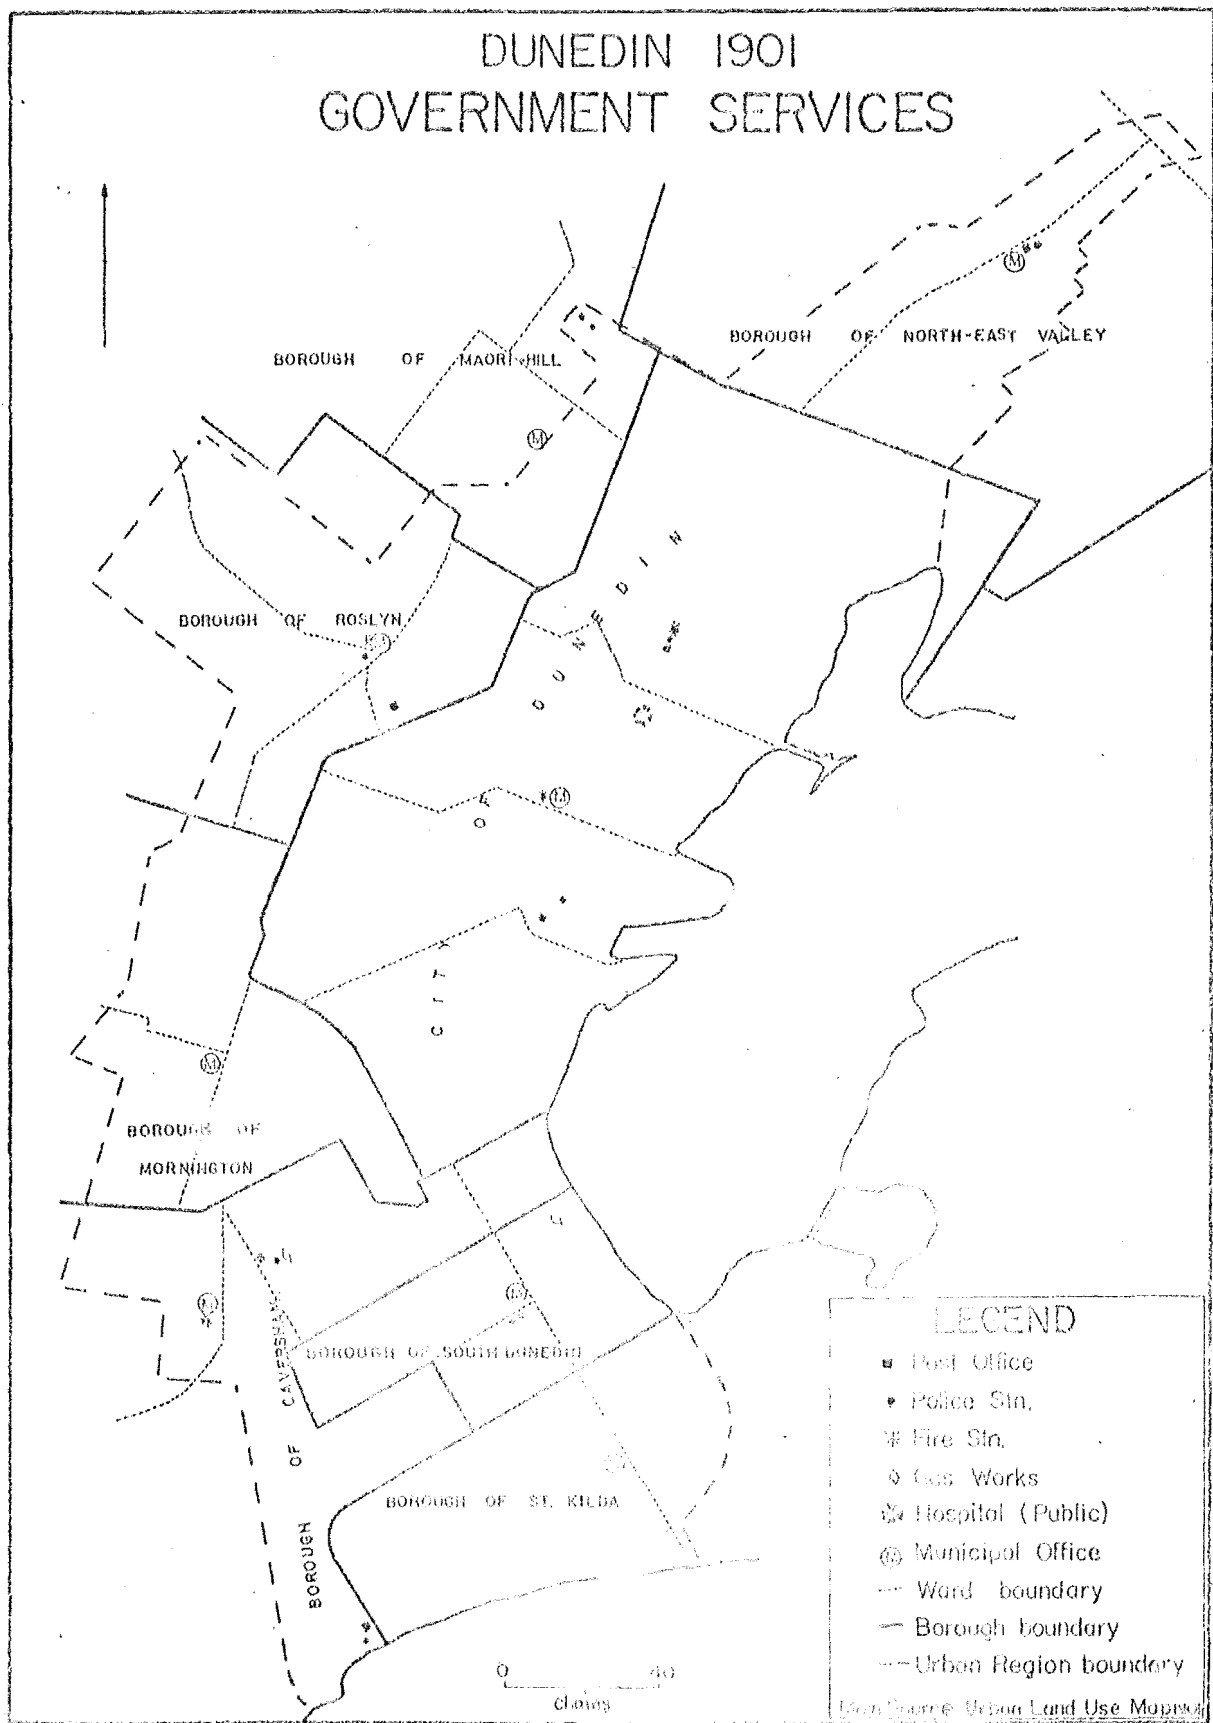 DUNEDIN 1901
GOVERNMENT SERVICES
BOROUGH OF NORTH-EAST VALLEY
BOROUGH OF MAORI HILL
BOROUGH OF ROSLYN
CITY OF DUNEDIN
BOROUGH OF
MORNINGTON
BOROUGH OF CAVERSHAM
BOROUGH OF SOUTH DUNEDIN
BOROUGH OF ST. KILDA
M
M
M
M
M
0 40
chains
LEGEND
Post Office
Police Stn.
Fire Stn.
Gas Works
Hospital (Public)
M Municipal Office
Ward boundary
Borough boundary
Urban Region boundary
Source Urban Land Use Maps